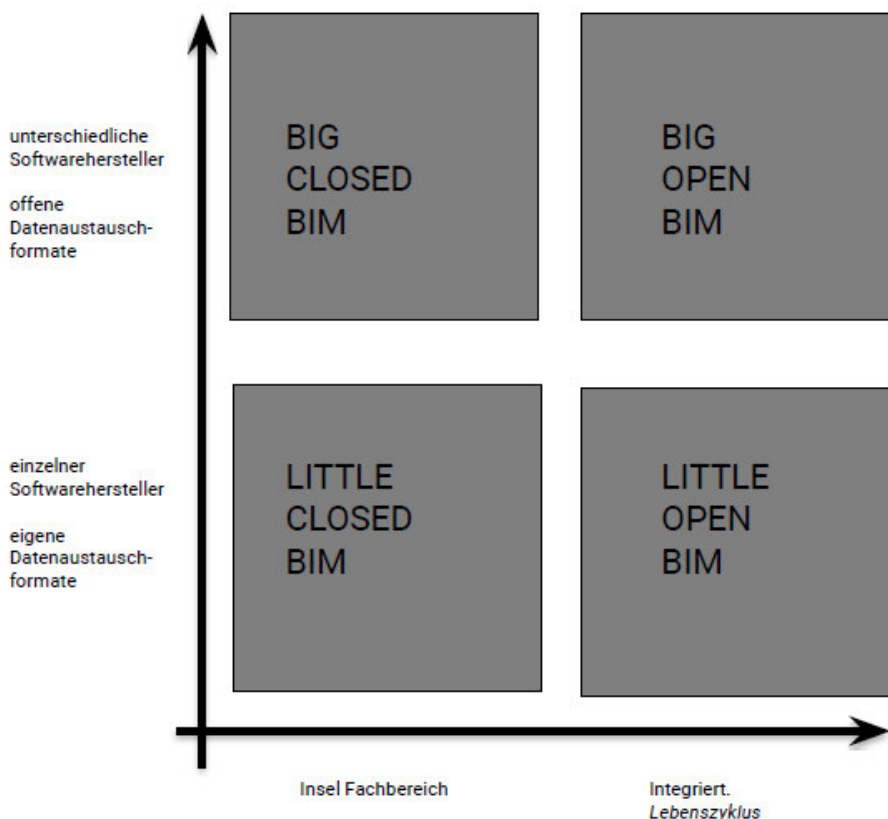 unterschiedliche
Softwarehersteller
offene
Datenaustausch-
formate
BIG
CLOSED
BIM
BIG
OPEN
BIM
einzelner
Softwarehersteller
eigene
Datenaustausch-
formate
LITTLE
CLOSED
BIM
LITTLE
OPEN
BIM
Insel Fachbereich
Integriert.
Lebenszyklus